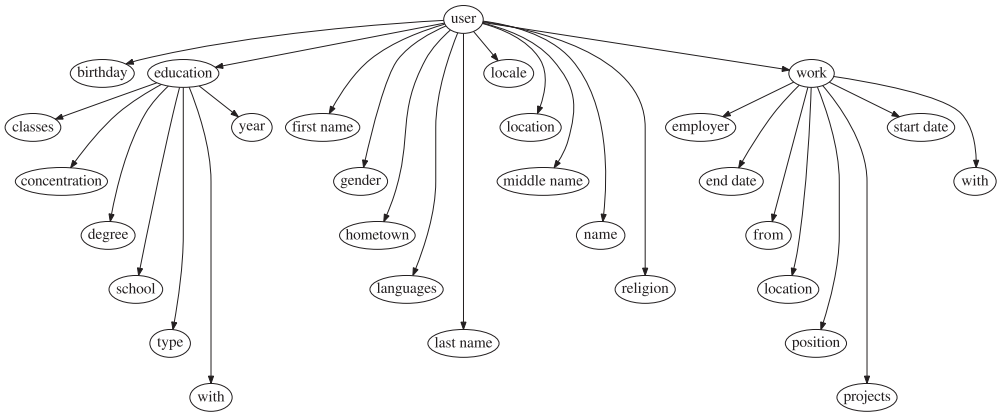 user
birthday
education
locale
work
classes
year
first name
location
employer
start date
concentration
gender
middle name
end date
with
degree
hometown
name
from
school
languages
religion
location
type
last name
position
with
projects